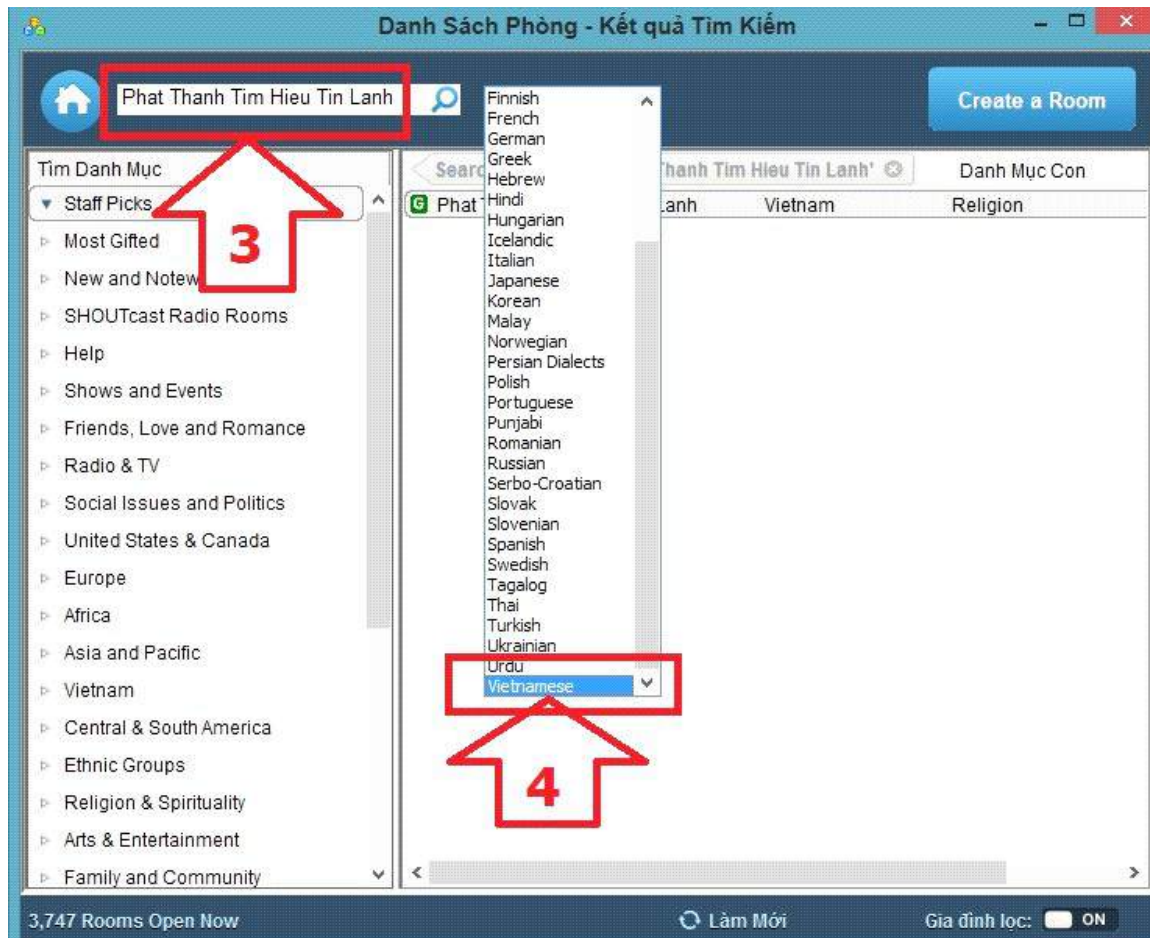 Danh Sách Phòng - Kết quả Tìm Kiếm
Phat Thanh Tim Hieu Tin Lanh
Create a Room
Tìm Danh Mục
Staff Picks
Most Gifted
New and
SHOUTcast Radio Rooms
Help
Shows and Events
Friends, Love and Romance
Radio & TV
Social Issues and Politics
United States & Canada
Europe
Africa
Asia and Pacific
Vietnam
Central & South America
Ethnic Groups
Religion & Spirituality
Arts & Entertainment
Family and Community
3
Finnish
French
German
Greek
Hebrew
Hindi
Hungarian
Icelandic
Italian
Japanese
Korean
Malay
Norwegian
Persian Dialects
Polish
Portuguese
Punjabi
Romanian
Russian
Serbo-Croatian
Slovak
Slovenian
Spanish
Swedish
Tagalog
Thai
Turkish
Ukrainian
Urdu
Vietnamese
4
Tim Hieu Tin Lanh' Danh Mục Con
G Phat Vietnam Religion
3,747 Rooms Open Now Làm Mới Gia đình lọc: ON